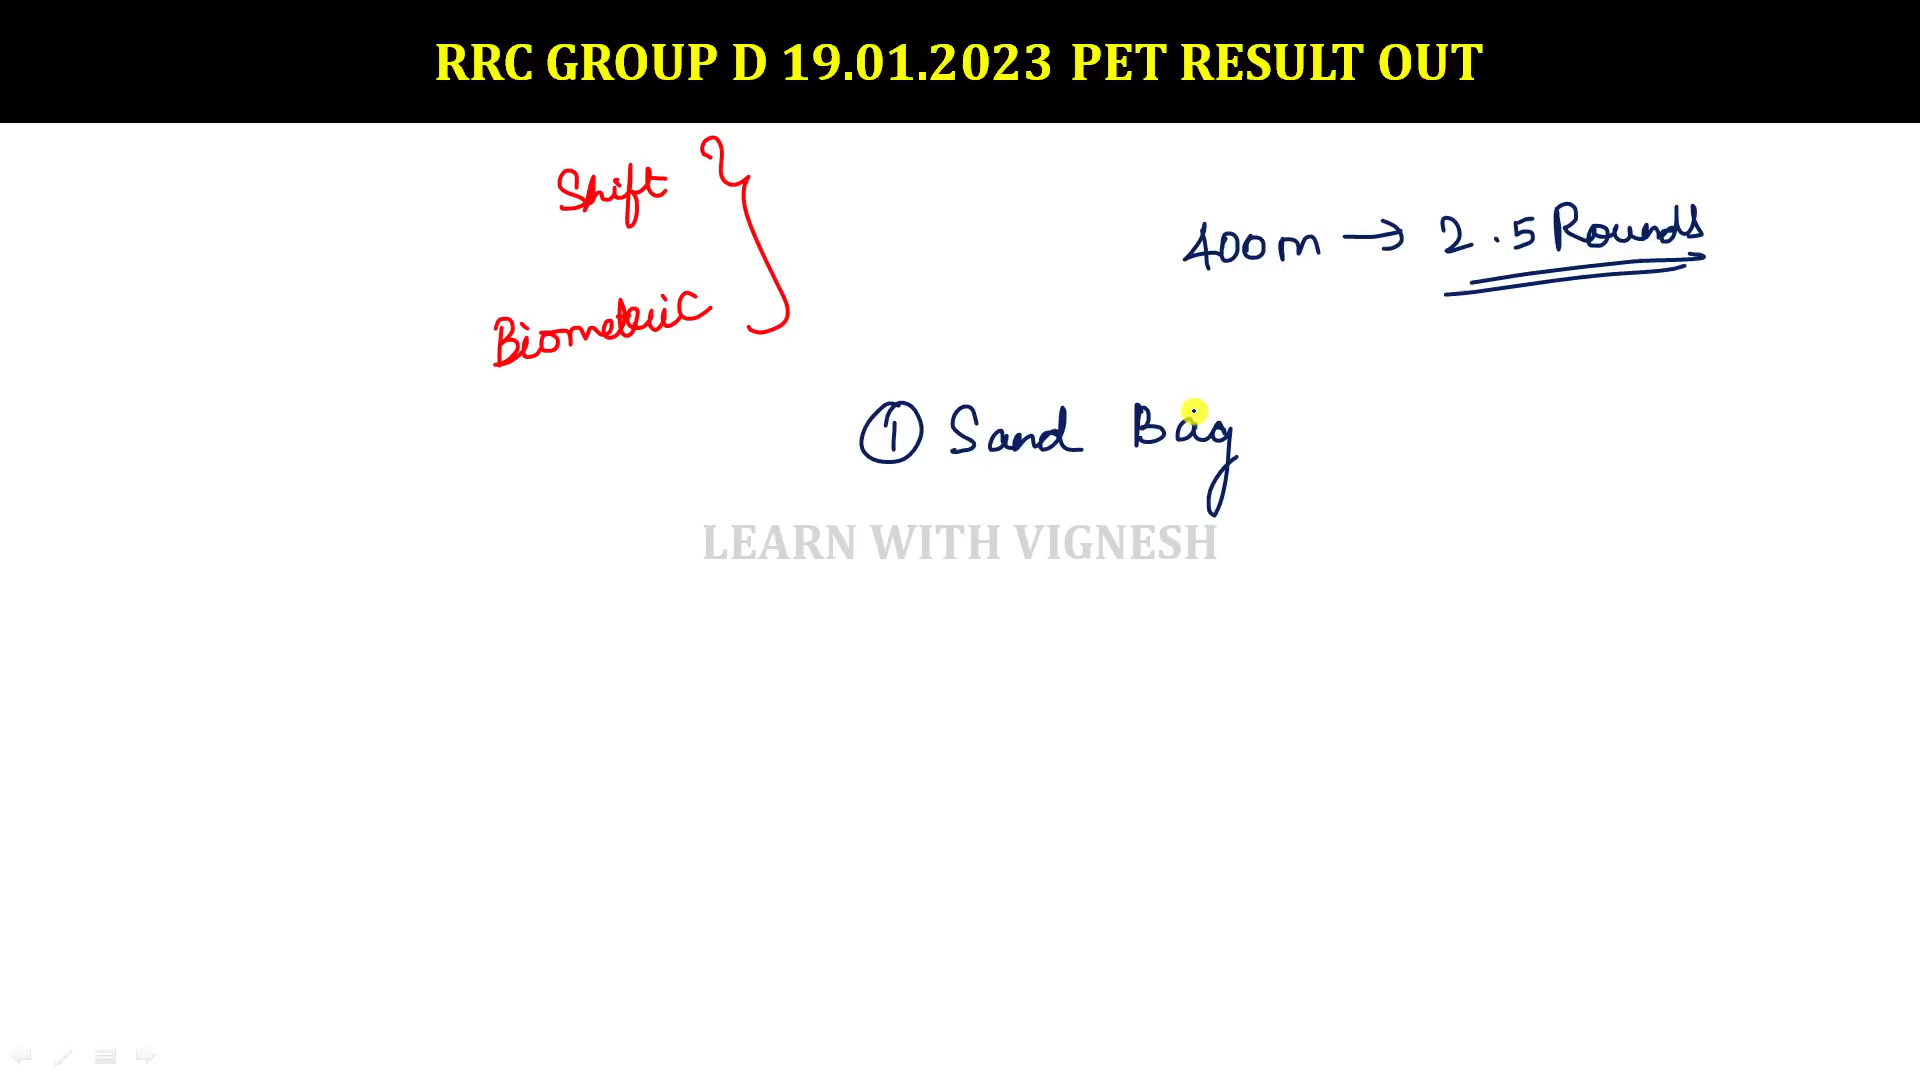 RRC GROUP D 19.01.2023 PET RESULT OUT
Shift
400m → 2.5 Rounds
Biometric
① Sand Bag
LEARN WITH VIGNESH